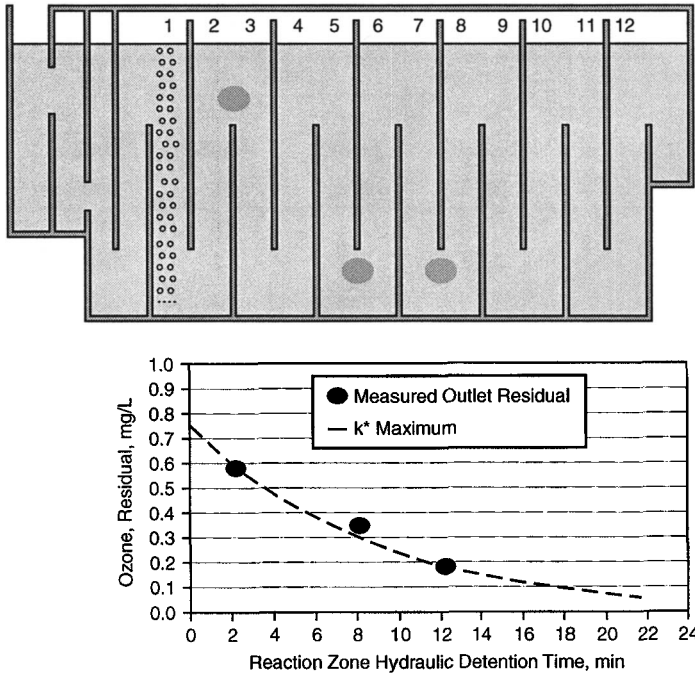 1 2 3 4 5 6 7 8 9 10 11 12
Measured Outlet Residual
k* Maximum
Ozone, Residual, mg/L
1.0
0.9
0.8
0.7
0.6
0.5
0.4
0.3
0.2
0.1
0.0
0 2 4 6 8 10 12 14 16 18 20 22 24
Reaction Zone Hydraulic Detention Time, min